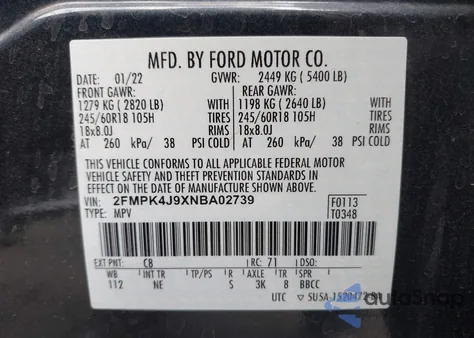 MFD. BY FORD MOTOR CO.
DATE: 01/22 GVWR: 2449 KG ( 5400 LB)
FRONT GAWR: REAR GAWR:
1279 KG ( 2820 LB) WITH 1198 KG ( 2640 LB) WITH
245/60R18 105H TIRES 245/60R18 105H TIRES
18x8.0J RIMS 18x8.0J RIMS
AT 260 kPa/ 38 PSI COLD AT 260 kPa/ 38 PSI COLD
THIS VEHICLE CONFORMS TO ALL APPLICABLE FEDERAL MOTOR
VEHICLE SAFETY AND THEFT PREVENTION STANDARDS IN
EFFECT ON THE DATE OF MANUFACTURE SHOWN ABOVE.
VIN: 2FMPK4J9XNBA02739 F0113
TYPE: MPV T0348
EXT PNT: C8 RC: 71 DSO:
WB INT TR TP/PS R AXLE TR SPR
112 NE S 3K 8 BBCC
UTC SUSA
autoSnap